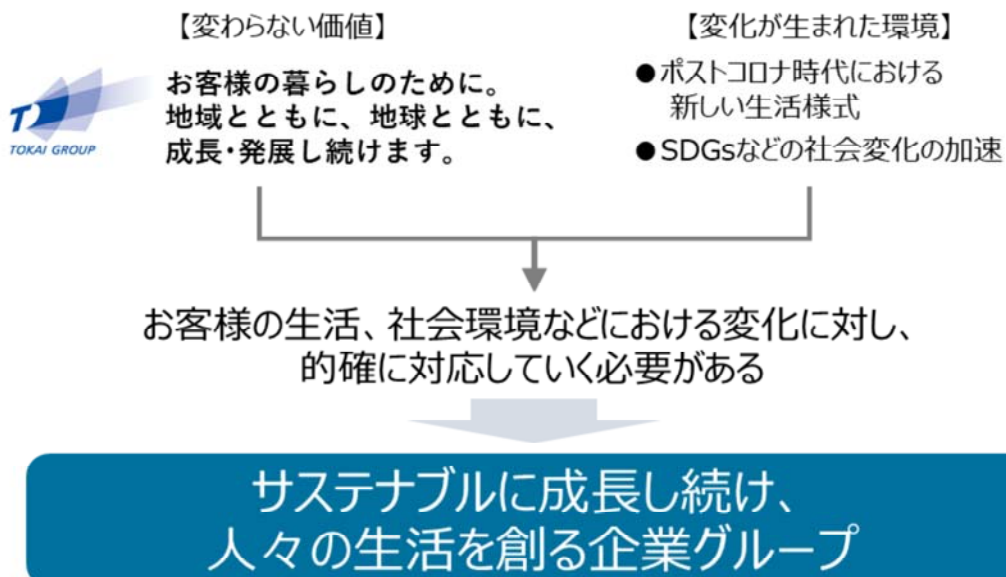 【変わらない価値】
お客様の暮らしのために。
地域とともに、地球とともに、
成長･発展し続けます。
TOKAI GROUP
【変化が生まれた環境】
●ポストコロナ時代における
新しい生活様式
●SDGsなどの社会変化の加速
お客様の生活、社会環境などにおける変化に対し、
的確に対応していく必要がある
サステナブルに成長し続け、
人々の生活を創る企業グループ